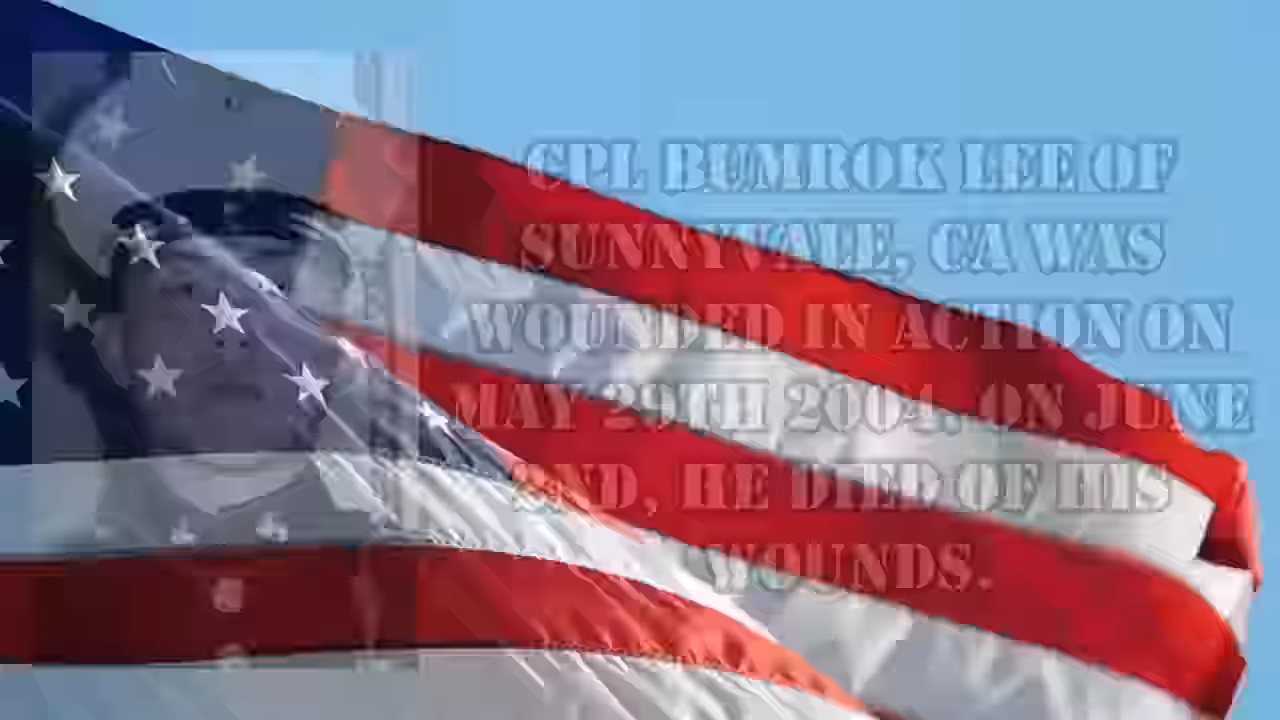 CPL BUMROK LEE OF
SUNNYVALE, CA WAS
WOUNDED IN ACTION ON
MAY 29TH 2004. ON JUNE
2ND, HE DIED OF HIS
WOUNDS.